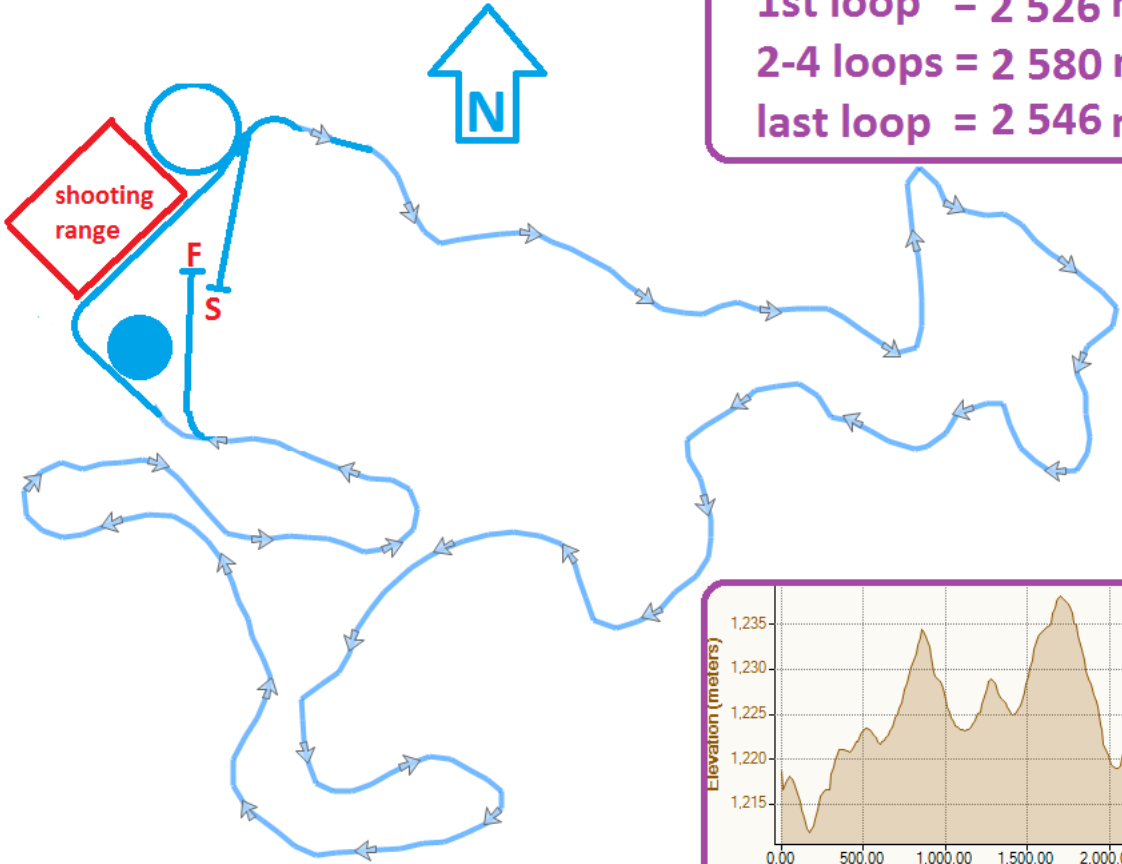 1st loop = 2 526
2-4 loops = 2 580
last loop = 2 546
N
shooting
range
F
S
Elevation (meters)
1,235
1,230
1,225
1,220
1,215
0.00 500.00 1,000.00 1,500.00 2,000.0